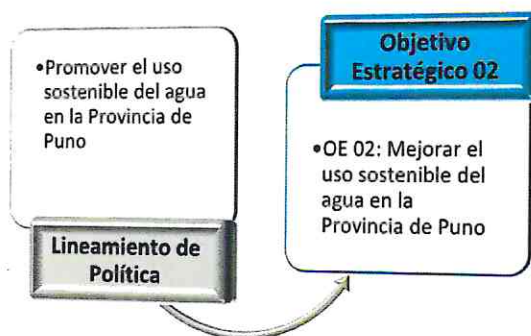 •Promover el uso
sostenible del agua
en la Provincia de
Puno
Lineamiento de
Política
Objetivo
Estratégico 02
•OE 02: Mejorar el
uso sostenible del
agua en la
Provincia de Puno